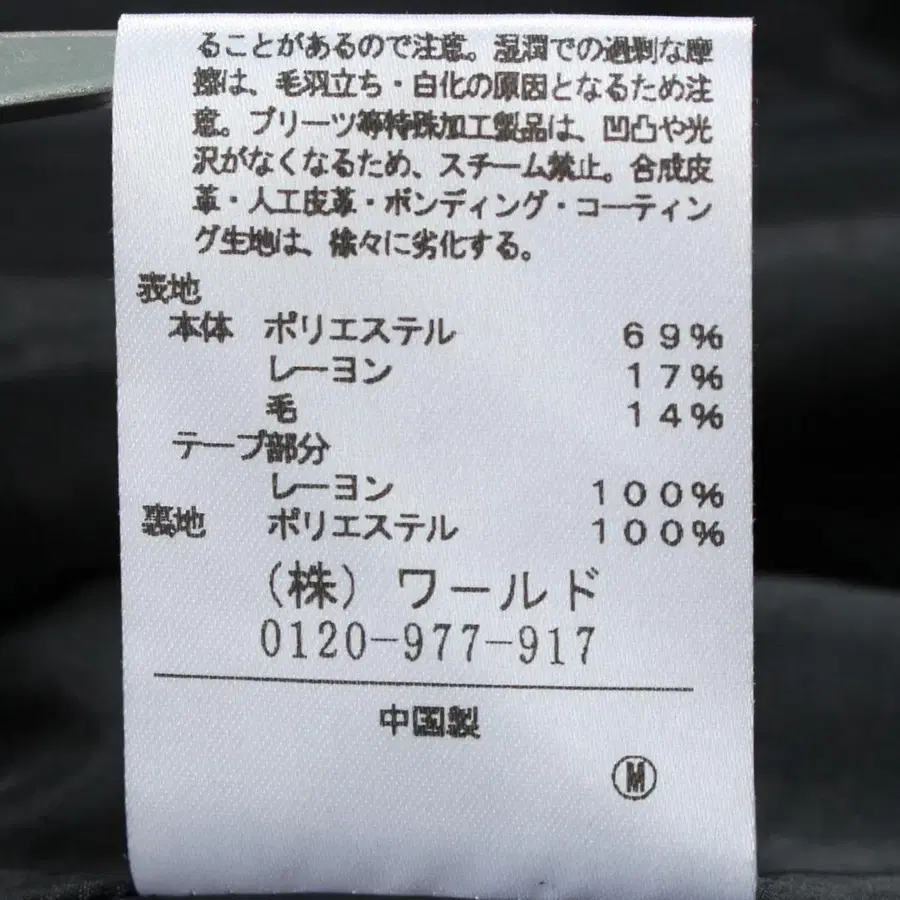 ることがあるので注意。湿潤での過剰な摩
擦は、毛羽立ち・白化の原因となるため注
意。プリーツ等特殊加工製品は、凹凸や光
沢がなくなるため、スチーム禁止。合成皮
革・人工皮革・ボンディング・コーティン
グ生地は、徐々に劣化する。
表地
本体 ポリエステル 69%
レーヨン 17%
毛 14%
テープ部分
レーヨン 100%
裏地 ポリエステル 100%
(株) ワールド
0120-977-917
中国製
Ⓜ